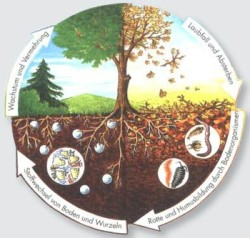 Wachstum und Vermehrung
Laubfall und Absterben
Stoffwechsel von Boden und Wurzeln
Rotte und Humusbildung durch Bodenorganismen